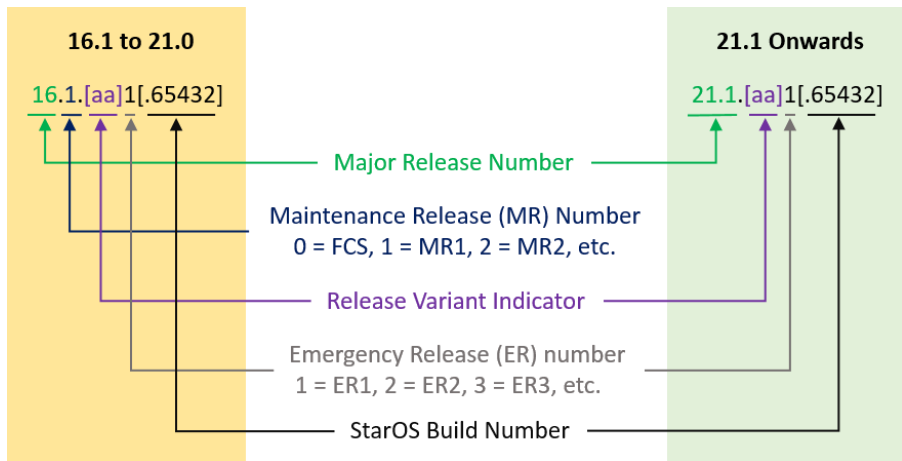 16.1 to 21.0
21.1 Onwards
16.1.[aa]1[.65432]
21.1.[aa]1[.65432]
Major Release Number
Maintenance Release (MR) Number
0 = FCS, 1 = MR1, 2 = MR2, etc.
Release Variant Indicator
Emergency Release (ER) number
1 = ER1, 2 = ER2, 3 = ER3, etc.
StarOS Build Number